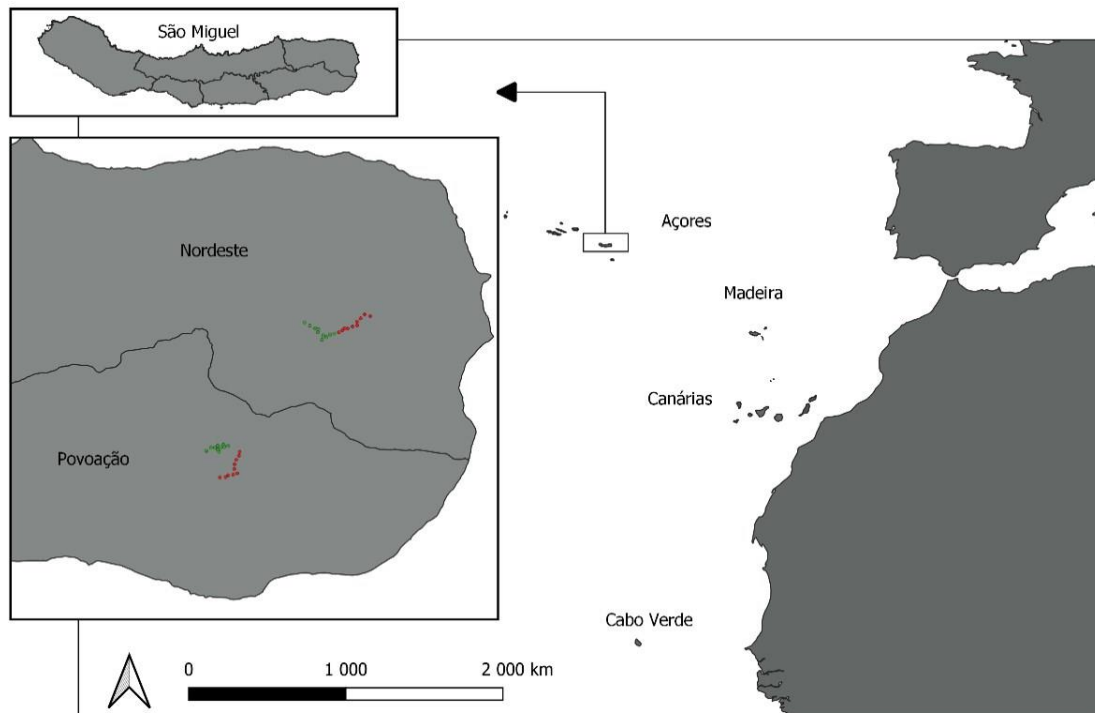 São Miguel
Açores
Nordeste
Madeira
Canárias
Povoação
Cabo Verde
0 1 000 2 000 km